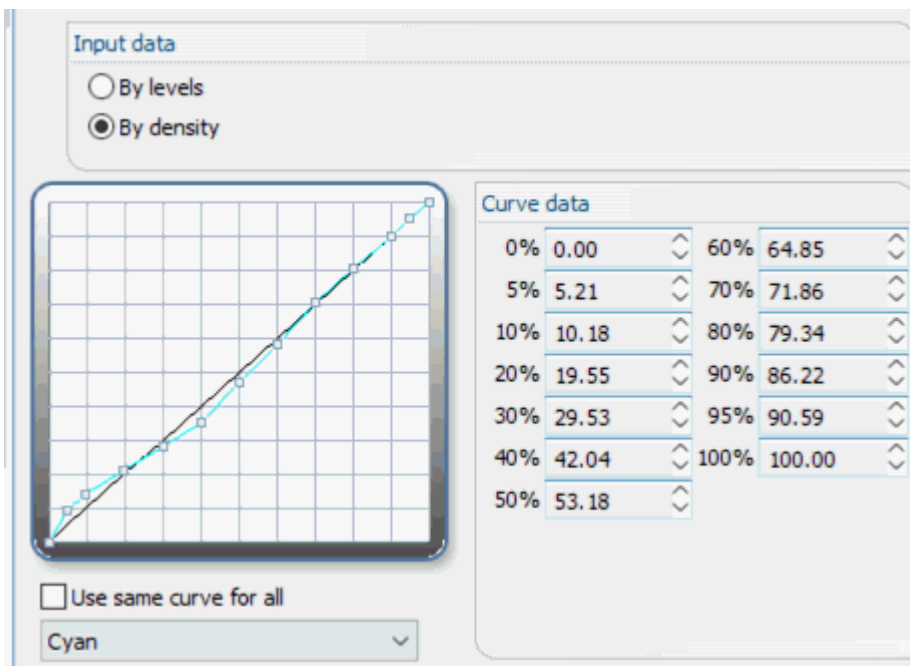 Input data
By levels
By density
Curve data
0% 0.00 60% 64.85
5% 5.21 70% 71.86
10% 10.18 80% 79.34
20% 19.55 90% 86.22
30% 29.53 95% 90.59
40% 42.04 100% 100.00
50% 53.18
Use same curve for all
Cyan